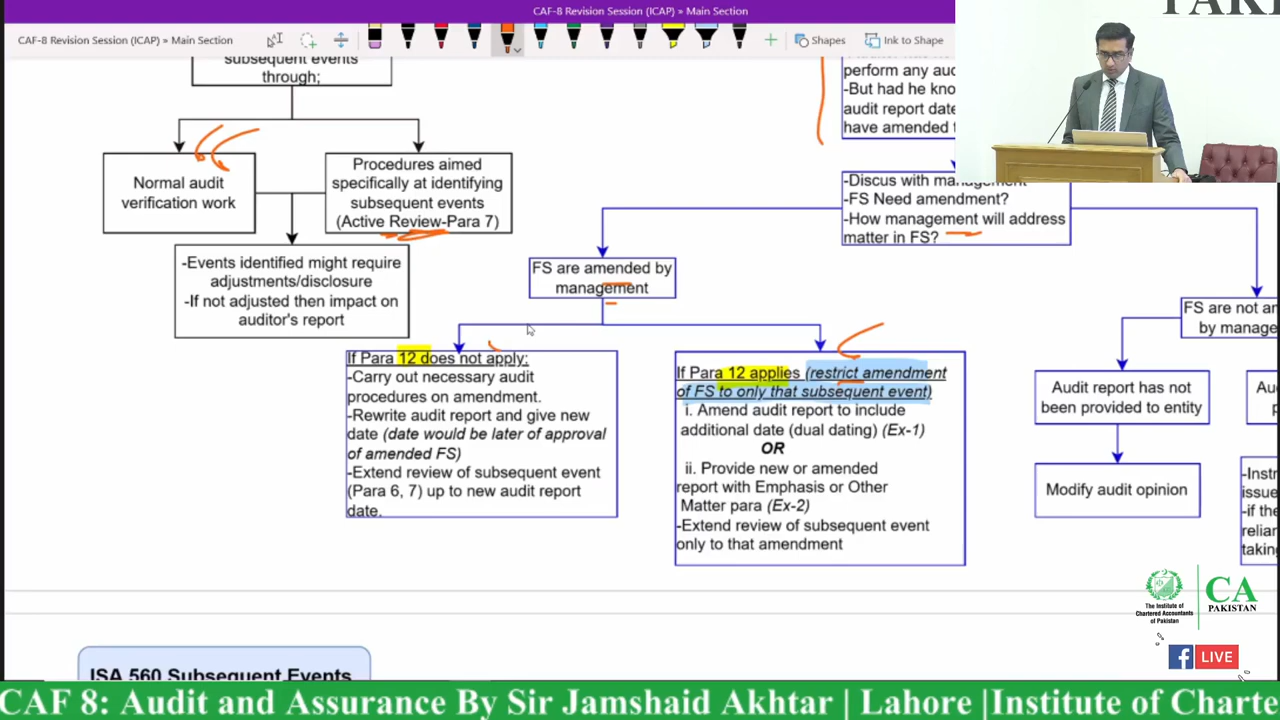 CAF-8 Revision Session (ICAP) » Main Section
CAF-8 Revision Session (ICAP) » Main Section
Shapes
Ink to Shape
subsequent events
through;
Normal audit
verification work
Procedures aimed
specifically at identifying
subsequent events
(Active Review-Para 7)
-Events identified might require
adjustments/disclosure
-If not adjusted then impact on
auditor's report
perform any aud
-But had he kno
audit report date
have amended
-Discus with management
-FS Need amendment?
-How management will address
matter in FS?
FS are amended by
management
If Para 12 does not apply;
-Carry out necessary audit
procedures on amendment.
-Rewrite audit report and give new
date (date would be later of approval
of amended FS)
-Extend review of subsequent event
(Para 6, 7) up to new audit report
date.
If Para 12 applies (restrict amendment
of FS to only that subsequent event)
i. Amend audit report to include
additional date (dual dating) (Ex-1)
OR
ii. Provide new or amended
report with Emphasis or Other
Matter para (Ex-2)
-Extend review of subsequent event
only to that amendment
FS are not an
by manage
Audit report has not
been provided to entity
Modify audit opinion
Au
p
-Instr
issue
-if the
relian
taking
ISA 560 Subsequent Events
The Institute of
Chartered Accountants
of Pakistan
CA
PAKISTAN
f LIVE
CAF 8: Audit and Assurance By Sir Jamshaid Akhtar | Lahore |Institute of Charte